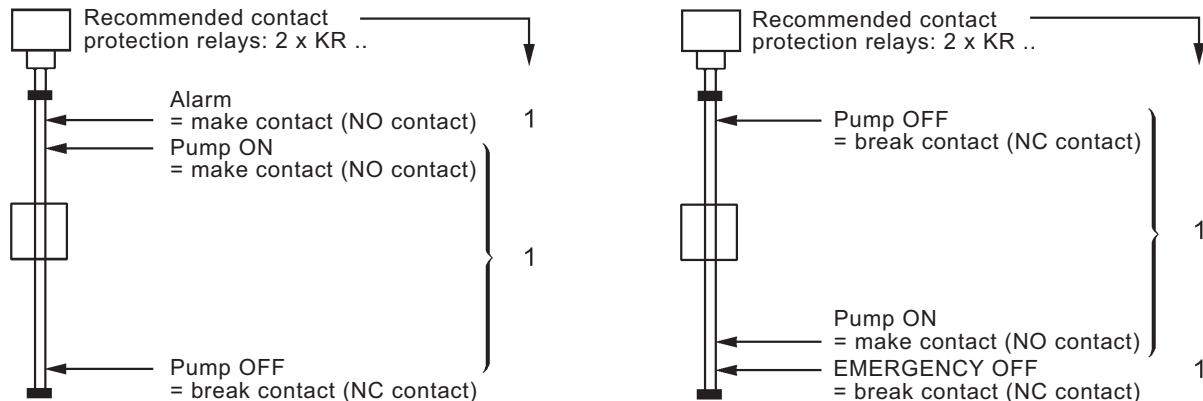 Recommended contact
protection relays: 2 x KR ..
Alarm
= make contact (NO contact)
1
Pump ON
= make contact (NO contact)
1
Pump OFF
= break contact (NC contact)
Recommended contact
protection relays: 2 x KR ..
Pump OFF
= break contact (NC contact)
1
Pump ON
= make contact (NO contact)
EMERGENCY OFF
= break contact (NC contact)
1